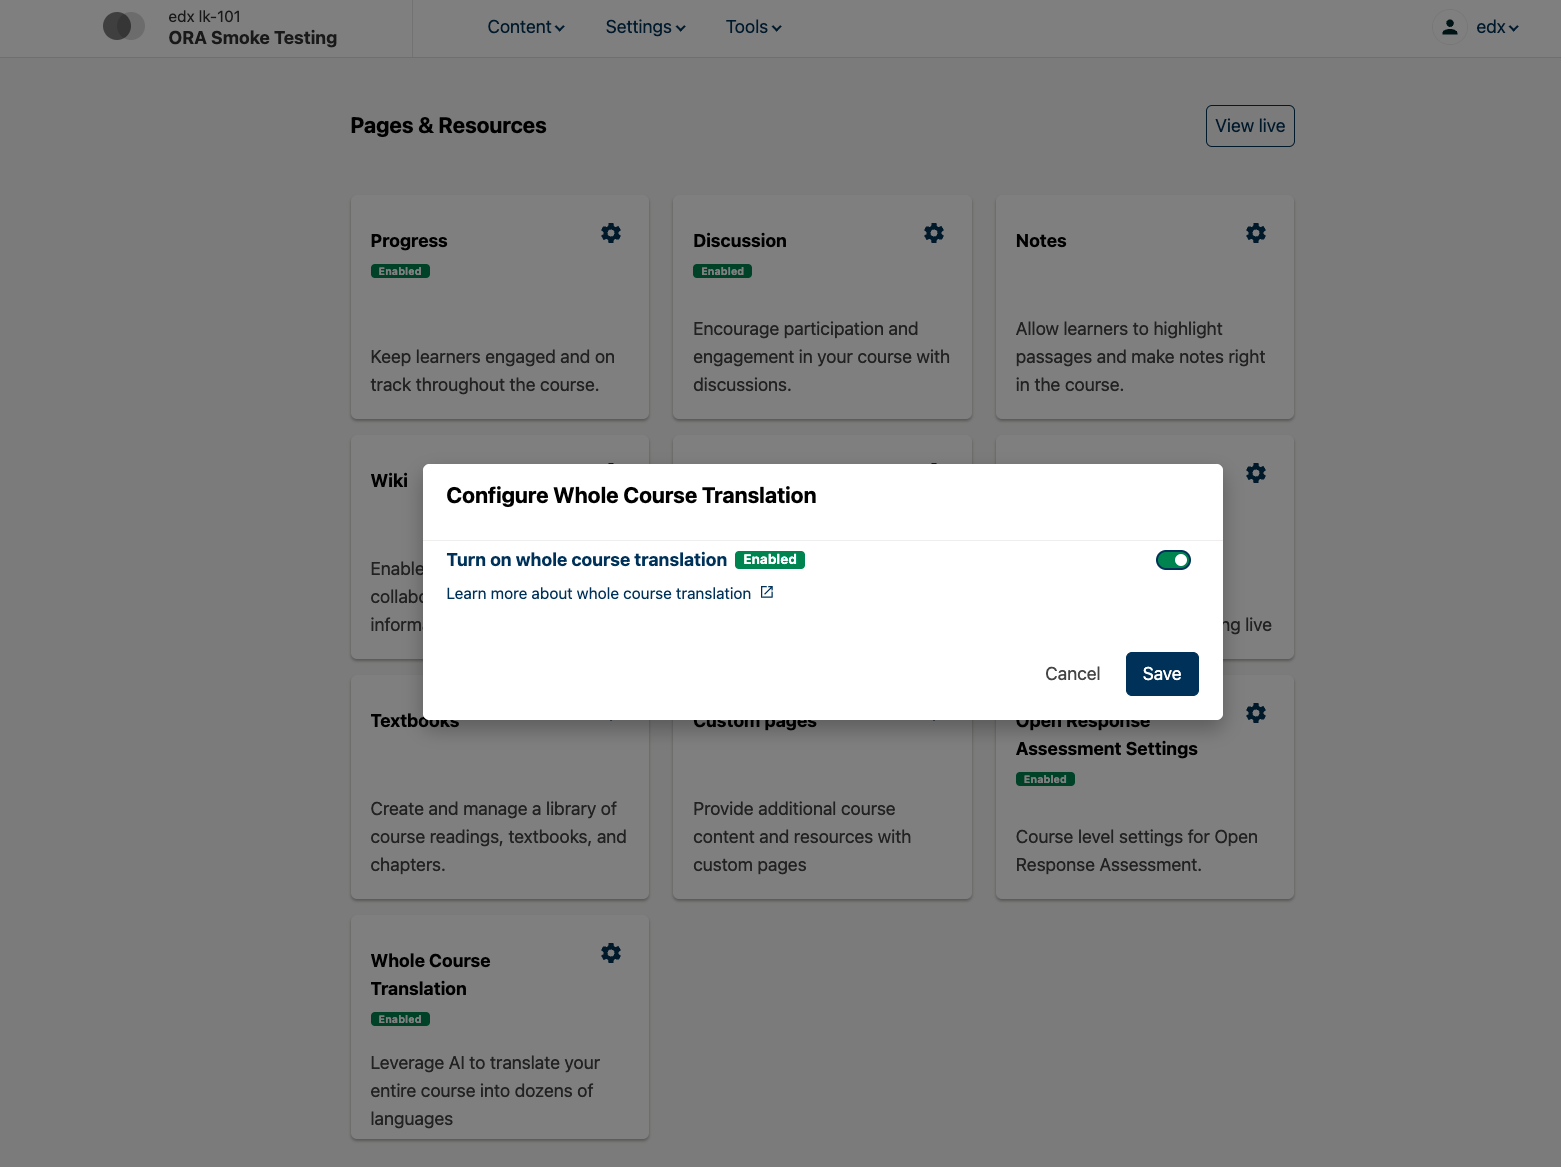 edx lk-101
ORA Smoke Testing
Content
Settings
Tools
edx
Pages & Resources
View live
Progress
Enabled
Keep learners engaged and on
track throughout the course.
Discussion
Enabled
Encourage participation and
engagement in your course with
discussions.
Notes
Allow learners to highlight
passages and make notes right
in the course.
Wiki
Enable
Configure Whole Course Translation
Turn on whole course translation
Enabled
Learn more about whole course translation
Cancel
Save
live
Textbooks
Create and manage a library of
course readings, textbooks, and
chapters.
Custom pages
Provide additional course
content and resources with
custom pages
Open Response
Assessment Settings
Enabled
Course level settings for Open
Response Assessment.
Whole Course
Translation
Enabled
Leverage AI to translate your
entire course into dozens of
languages